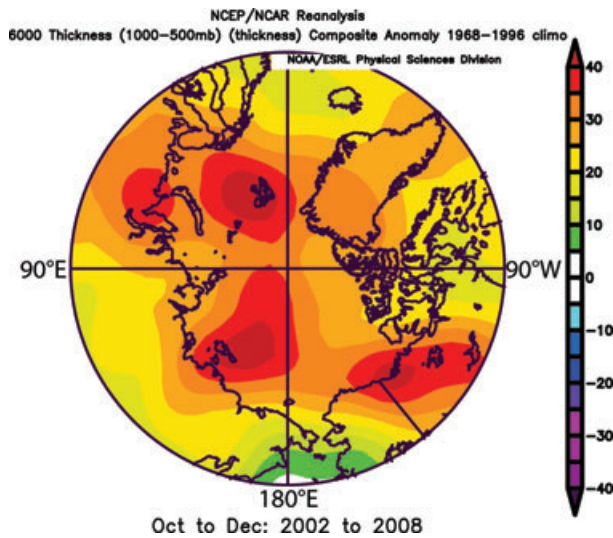 NCEP/NCAR Reanalysis
6000 Thickness (1000-500mb) (thickness) Composite Anomaly 1968-1996 climo
NOAA/ESRL Physical Sciences Division
40
30
20
10
0
-10
-20
-30
-40
90°E
90°W
180°E
Oct to Dec: 2002 to 2008